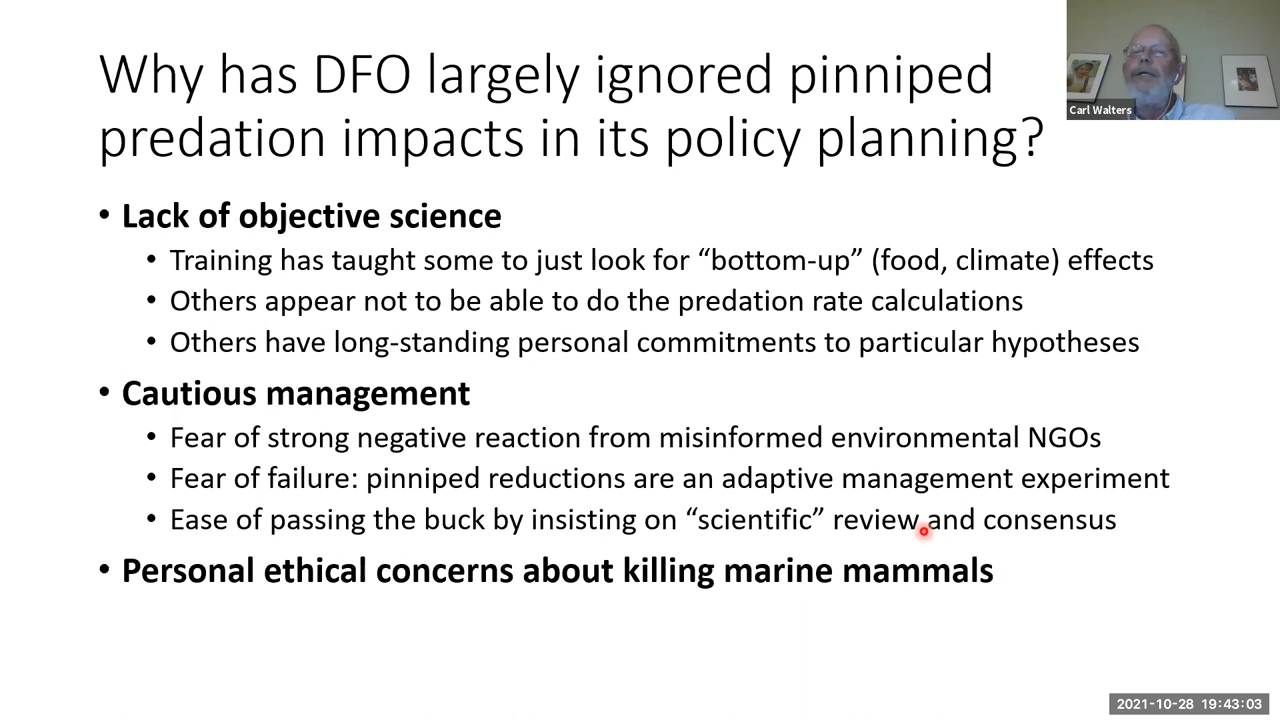 Why has DFO largely ignored pinniped
predation impacts in its policy planning?
Carl Walters
• Lack of objective science
• Training has taught some to just look for “bottom-up” (food, climate) effects
• Others appear not to be able to do the predation rate calculations
• Others have long-standing personal commitments to particular hypotheses
• Cautious management
• Fear of strong negative reaction from misinformed environmental NGOs
• Fear of failure: pinniped reductions are an adaptive management experiment
• Ease of passing the buck by insisting on “scientific” review and consensus
• Personal ethical concerns about killing marine mammals
2021-10-28 19:43:03